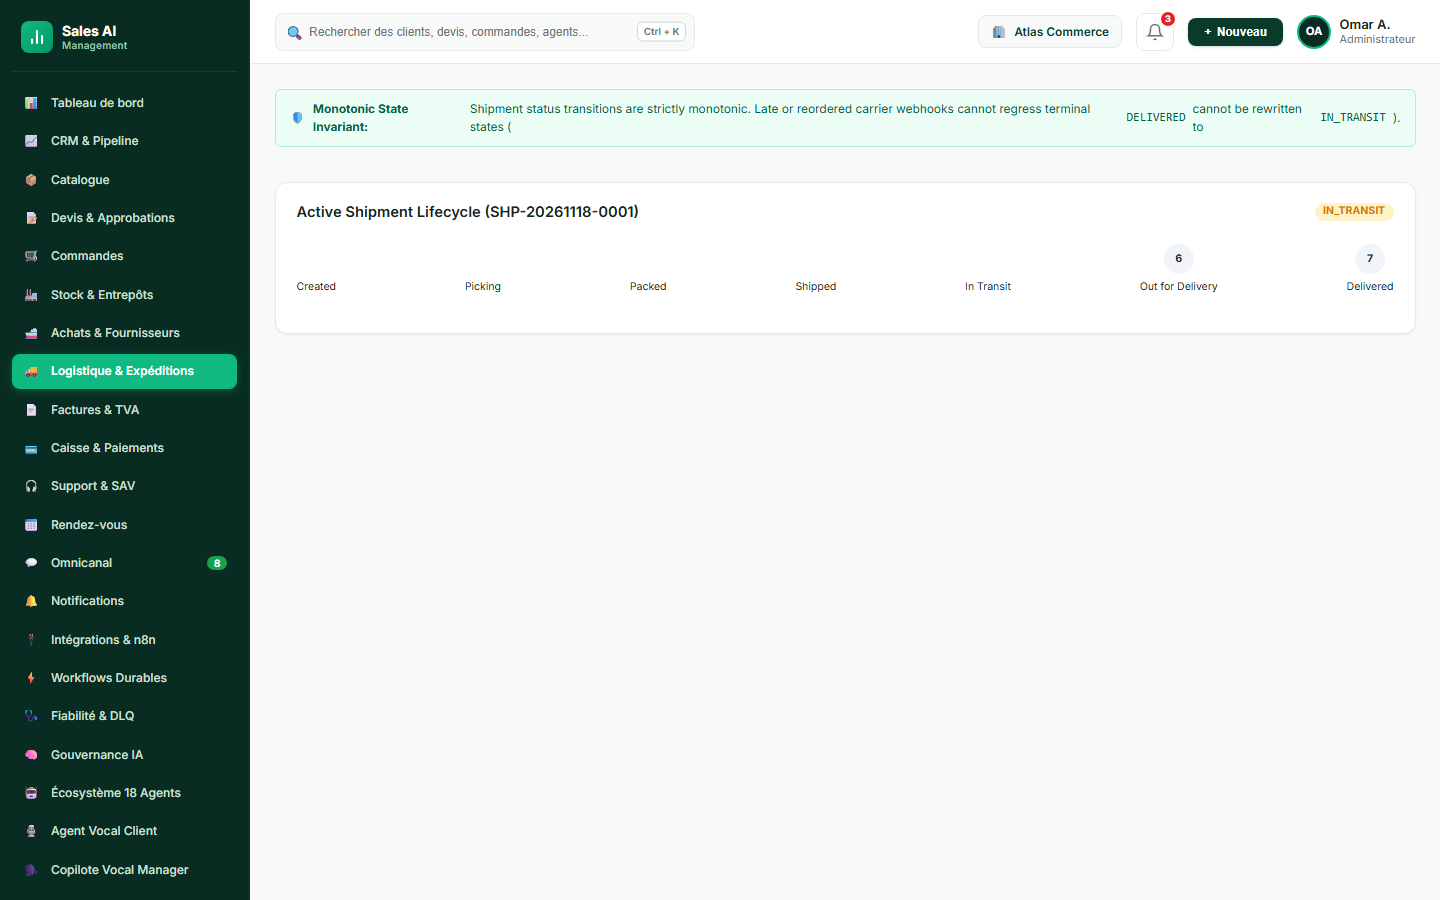 Sales AI
Management
Tableau de bord
CRM & Pipeline
Catalogue
Devis & Approbations
Commandes
Stock & Entrepôts
Achats & Fournisseurs
Logistique & Expéditions
Factures & TVA
Caisse & Paiements
Support & SAV
Rendez-vous
Omnicanal 8
Notifications
Intégrations & n8n
Workflows Durables
Fiabilité & DLQ
Gouvernance IA
Écosystème 18 Agents
Agent Vocal Client
Copilote Vocal Manager
Rechercher des clients, devis, commandes, agents... Ctrl + K
Atlas Commerce
3
+ Nouveau
OA
Omar A.
Administrateur
Monotonic State
Invariant:
Shipment status transitions are strictly monotonic. Late or reordered carrier webhooks cannot regress terminal
states (
DELIVERED
cannot be rewritten
to
IN_TRANSIT ).
Active Shipment Lifecycle (SHP-20261118-0001)
IN_TRANSIT
6 7
Created Picking Packed Shipped In Transit Out for Delivery Delivered